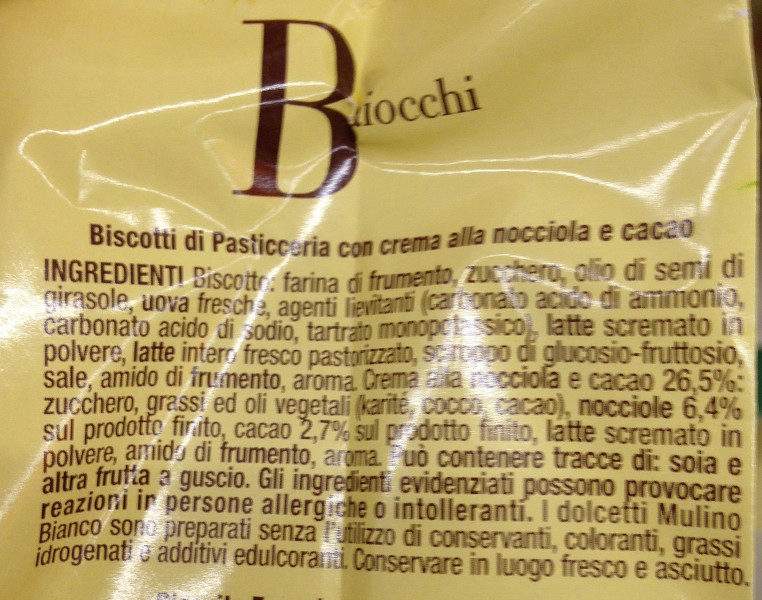 Baiocchi
Biscotti di Pasticceria con crema alla nocciola e cacao
INGREDIENTI Biscotto: farina di frumento, zucchero, olio di semi di
girasole, uova fresche, agenti lievitanti (carbonato acido di ammonio,
carbonato acido di sodio, tartrato monopotassico), latte scremato in
polvere, latte intero fresco pastorizzato, sciroppo di glucosio-fruttosio,
sale, amido di frumento, aroma. Crema alla nocciola e cacao 26,5%:
zucchero, grassi ed oli vegetali (karité, cocco, cacao), nocciole 6,4%
sul prodotto finito, cacao 2,7% sul prodotto finito, latte scremato in
polvere, amido di frumento, aroma. Può contenere tracce di: soia e
altra frutta a guscio. Gli ingredienti evidenziati possono provocare
reazioni in persone allergiche o intolleranti. I dolcetti Mulino
Bianco sono preparati senza l'utilizzo di conservanti, coloranti, grassi
idrogenati e additivi edulcoranti. Conservare in luogo fresco e asciutto.